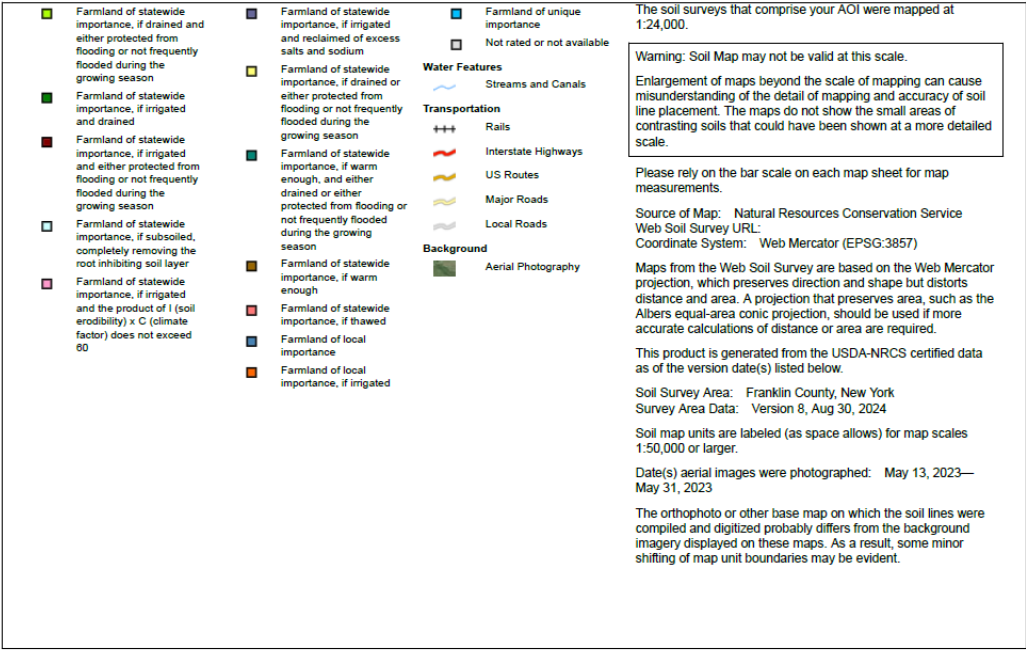 Farmland of statewide
importance, if drained and
either protected from
flooding or not frequently
flooded during the
growing season
Farmland of statewide
importance, if irrigated
and drained
Farmland of statewide
importance, if irrigated
and either protected from
flooding or not frequently
flooded during the
growing season
Farmland of statewide
importance, if subsoiled,
completely removing the
root inhibiting soil layer
Farmland of statewide
importance, if irrigated
and the product of I (soil
erodibility) x C (climate
factor) does not exceed
60
Farmland of statewide
importance, if irrigated
and reclaimed of excess
salts and sodium
Farmland of statewide
importance, if drained or
either protected from
flooding or not frequently
flooded during the
growing season
Farmland of statewide
importance, if warm
enough, and either
drained or either
protected from flooding or
not frequently flooded
during the growing
season
Farmland of statewide
importance, if warm
enough
Farmland of statewide
importance, if thawed
Farmland of local
importance
Farmland of local
importance, if irrigated
Farmland of unique
importance
Not rated or not available
Water Features
Streams and Canals
Transportation
Rails
Interstate Highways
US Routes
Major Roads
Local Roads
Background
Aerial Photography
The soil surveys that comprise your AOI were mapped at
1:24,000.
Warning: Soil Map may not be valid at this scale.
Enlargement of maps beyond the scale of mapping can cause
misunderstanding of the detail of mapping and accuracy of soil
line placement. The maps do not show the small areas of
contrasting soils that could have been shown at a more detailed
scale.
Please rely on the bar scale on each map sheet for map
measurements.
Source of Map: Natural Resources Conservation Service
Web Soil Survey URL:
Coordinate System: Web Mercator (EPSG:3857)
Maps from the Web Soil Survey are based on the Web Mercator
projection, which preserves direction and shape but distorts
distance and area. A projection that preserves area, such as the
Albers equal-area conic projection, should be used if more
accurate calculations of distance or area are required.
This product is generated from the USDA-NRCS certified data
as of the version date(s) listed below.
Soil Survey Area: Franklin County, New York
Survey Area Data: Version 8, Aug 30, 2024
Soil map units are labeled (as space allows) for map scales
1:50,000 or larger.
Date(s) aerial images were photographed: May 13, 2023—
May 31, 2023
The orthophoto or other base map on which the soil lines were
compiled and digitized probably differs from the background
imagery displayed on these maps. As a result, some minor
shifting of map unit boundaries may be evident.